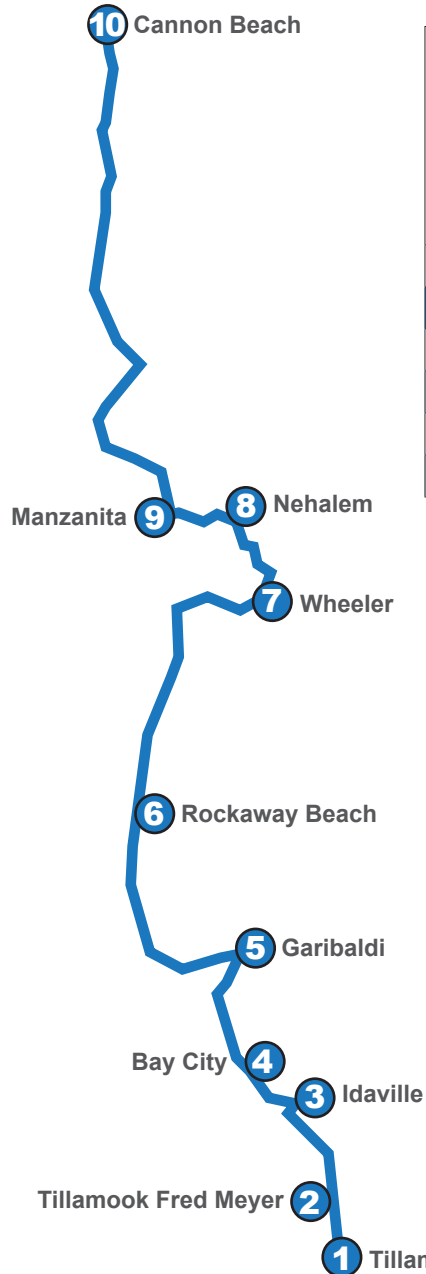 10 Cannon Beach
8 Nehalem
Manzanita 9
7 Wheeler
6 Rockaway Beach
5 Garibaldi
Bay City 4
3 Idaville
Tillamook Fred Meyer 2
1